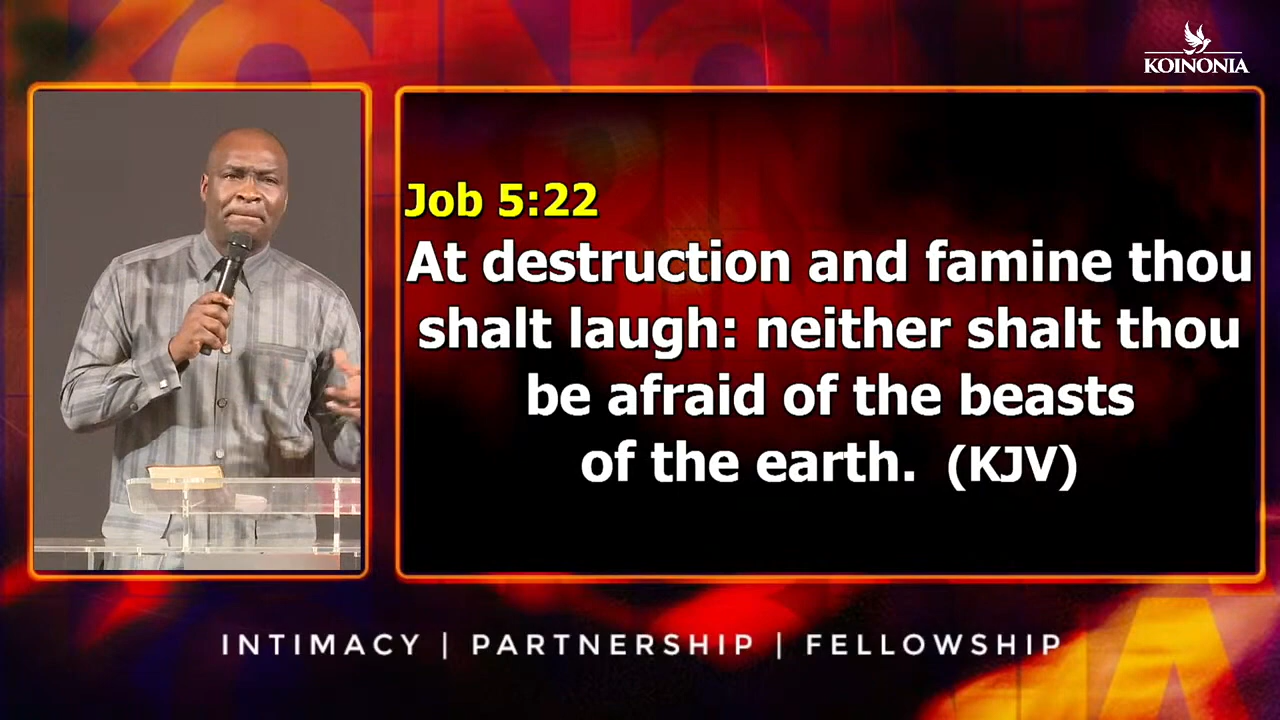 KOINONIA
Job 5:22
At destruction and famine thou
shalt laugh: neither shalt thou
be afraid of the beasts
of the earth. (KJV)
INTIMACY | PARTNERSHIP | FELLOWSHIP